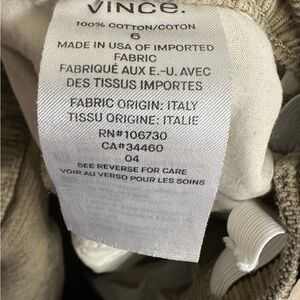 VINCE.
100% COTTON/COTON
6
MADE IN USA OF IMPORTED
FABRIC
FABRIQUÉ AUX E.-U. AVEC
DES TISSUS IMPORTES
FABRIC ORIGIN: ITALY
TISSU ORIGINE: ITALIE
RN#106730
CA#34460
04
SEE REVERSE FOR CARE
VOIR AU VERSO POUR LES SOINS